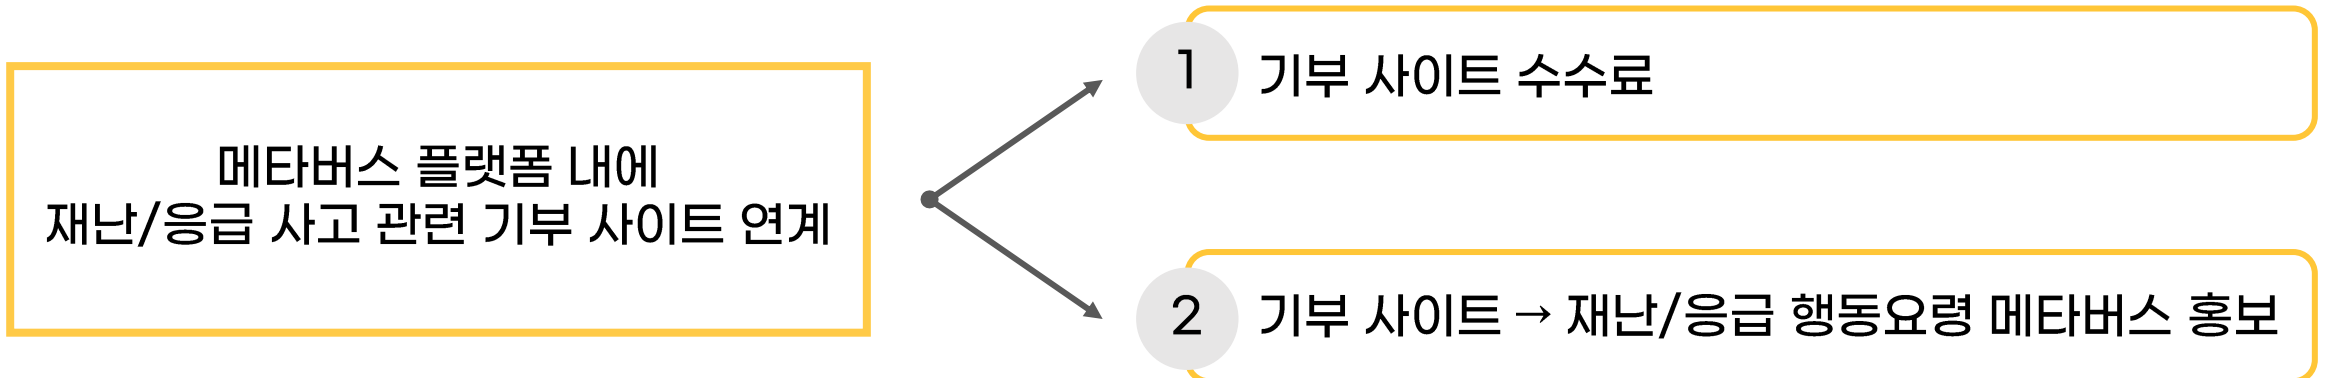 메타버스 플랫폼 내에
재난/응급 사고 관련 기부 사이트 연계
1 기부 사이트 수수료
2 기부 사이트 → 재난/응급 행동요령 메타버스 홍보